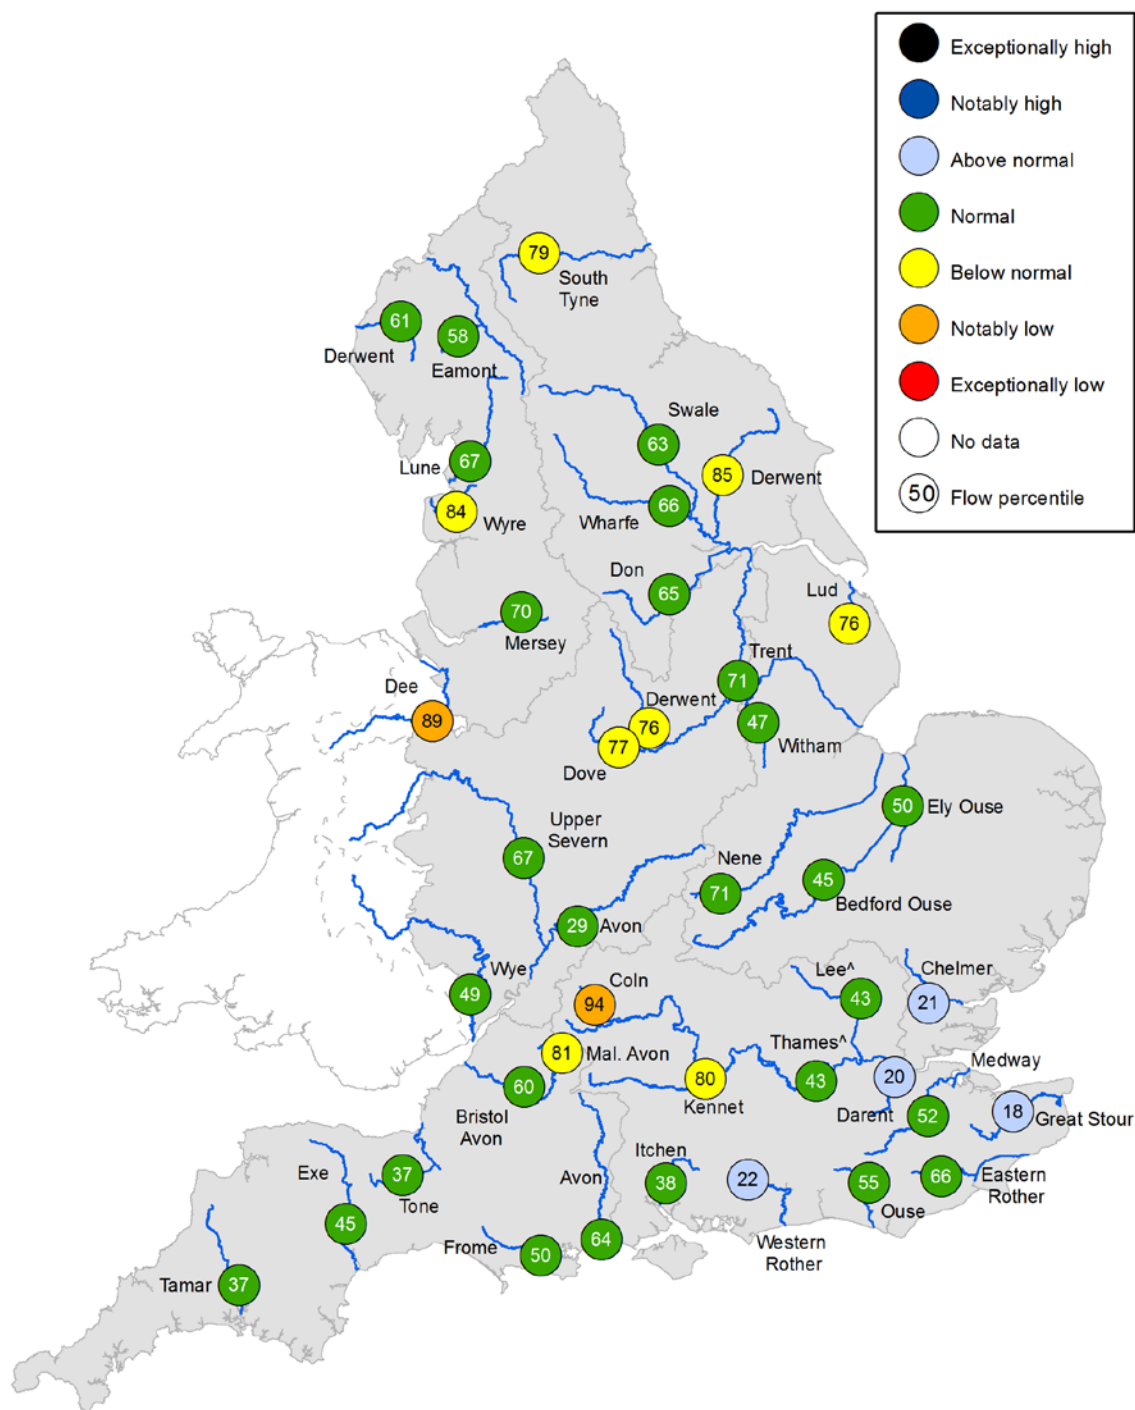 Exceptionally high
Notably high
Above normal
Normal
Below normal
Notably low
Exceptionally low
No data
50 Flow percentile
79
South
Tyne
61
Derwent
58
Eamont
Swale
63
Lune
67
85
Derwent
84
Wyre
66
Wharfe
Don
65
Lud
76
70
Mersey
Trent
71
Dee
89
Derwent
76
47
Witham
77
Dove
50
Ely Ouse
Upper
Severn
67
Nene
71
45
Bedford Ouse
29
Avon
Wye
49
Coln
94
Lee^
43
Chelmer
21
81
Mal. Avon
Thames^
43
20
Darent
Medway
52
60
Bristol
Avon
80
Kennet
18
Great Stour
Exe
45
37
Tone
Avon
64
Itchen
38
22
Western
Rother
55
Ouse
66
Eastern
Rother
Frome
50
Tamar
37